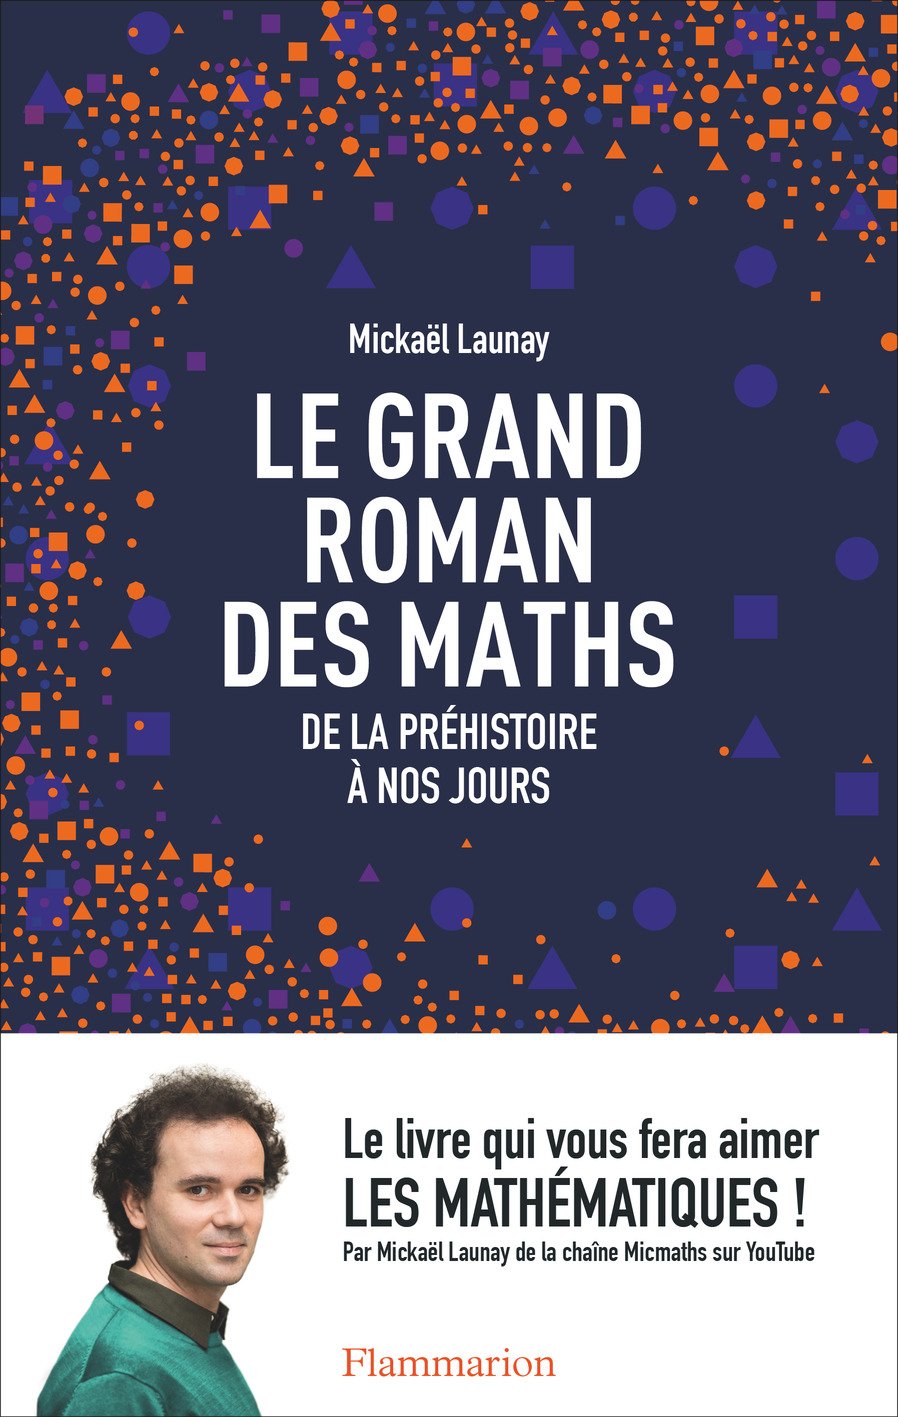 Mickaël Launay
LE GRAND
ROMAN
DES MATHS
DE LA PRÉHISTOIRE
À NOS JOURS
Le livre qui vous fera aimer
LES MATHÉMATIQUES !
Par Mickaël Launay de la chaîne Micmaths sur YouTube
Flammarion